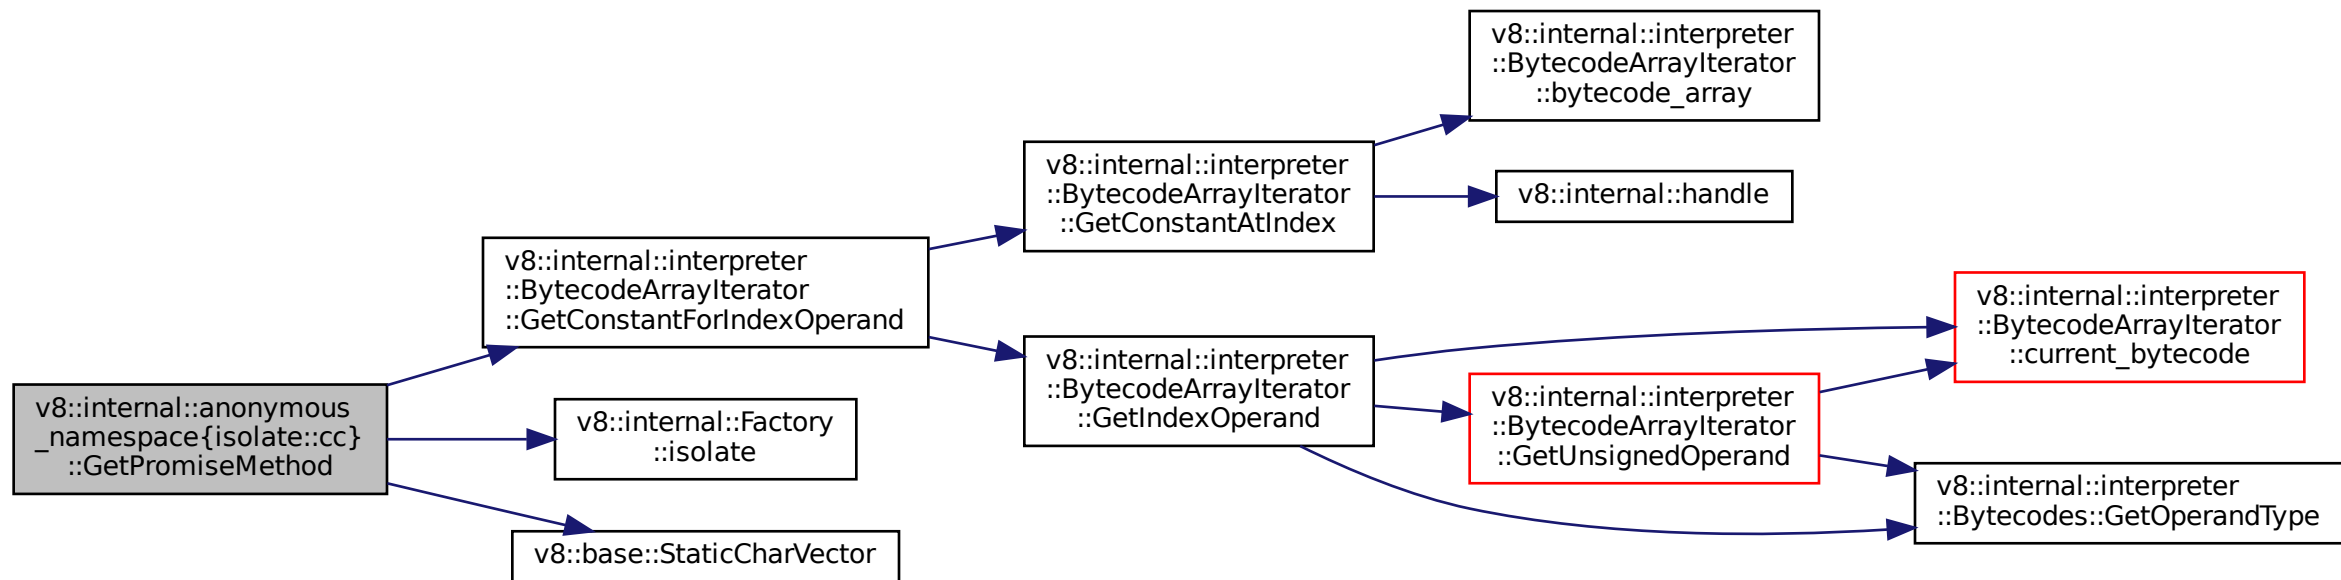 v8::internal::anonymous
_namespace{isolate::cc}
::GetPromiseMethod
v8::internal::interpreter
::BytecodeArrayIterator
::GetConstantForIndexOperand
v8::internal::Factory
::isolate
v8::base::StaticCharVector
v8::internal::interpreter
::BytecodeArrayIterator
::GetConstantAtIndex
v8::internal::interpreter
::BytecodeArrayIterator
::GetIndexOperand
v8::internal::interpreter
::BytecodeArrayIterator
::bytecode_array
v8::internal::handle
v8::internal::interpreter
::BytecodeArrayIterator
::GetUnsignedOperand
v8::internal::interpreter
::BytecodeArrayIterator
::current_bytecode
v8::internal::interpreter
::Bytecodes::GetOperandType